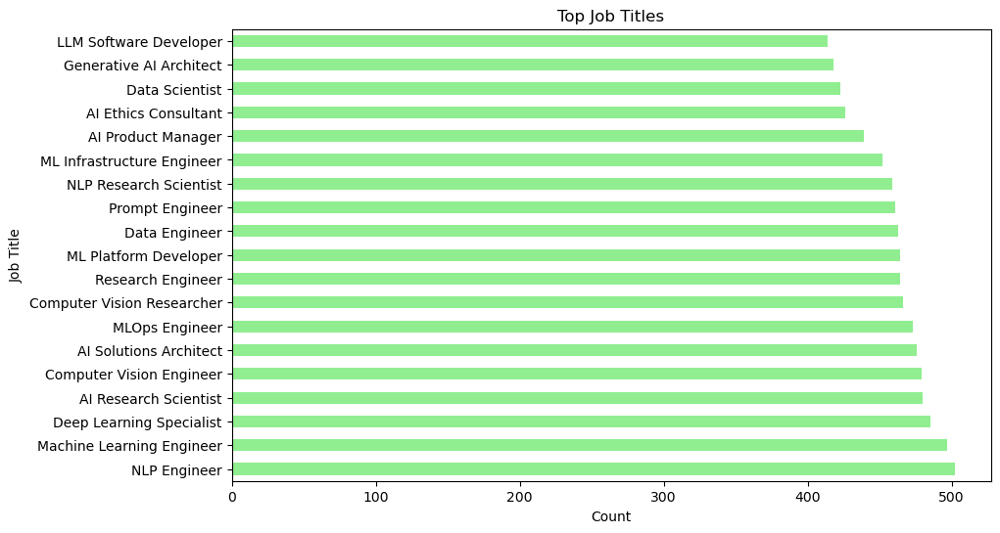 Top Job Titles
Job Title
LLM Software Developer
Generative AI Architect
Data Scientist
AI Ethics Consultant
AI Product Manager
ML Infrastructure Engineer
NLP Research Scientist
Prompt Engineer
Data Engineer
ML Platform Developer
Research Engineer
Computer Vision Researcher
MLOps Engineer
AI Solutions Architect
Computer Vision Engineer
AI Research Scientist
Deep Learning Specialist
Machine Learning Engineer
NLP Engineer
0 100 200 300 400 500
Count